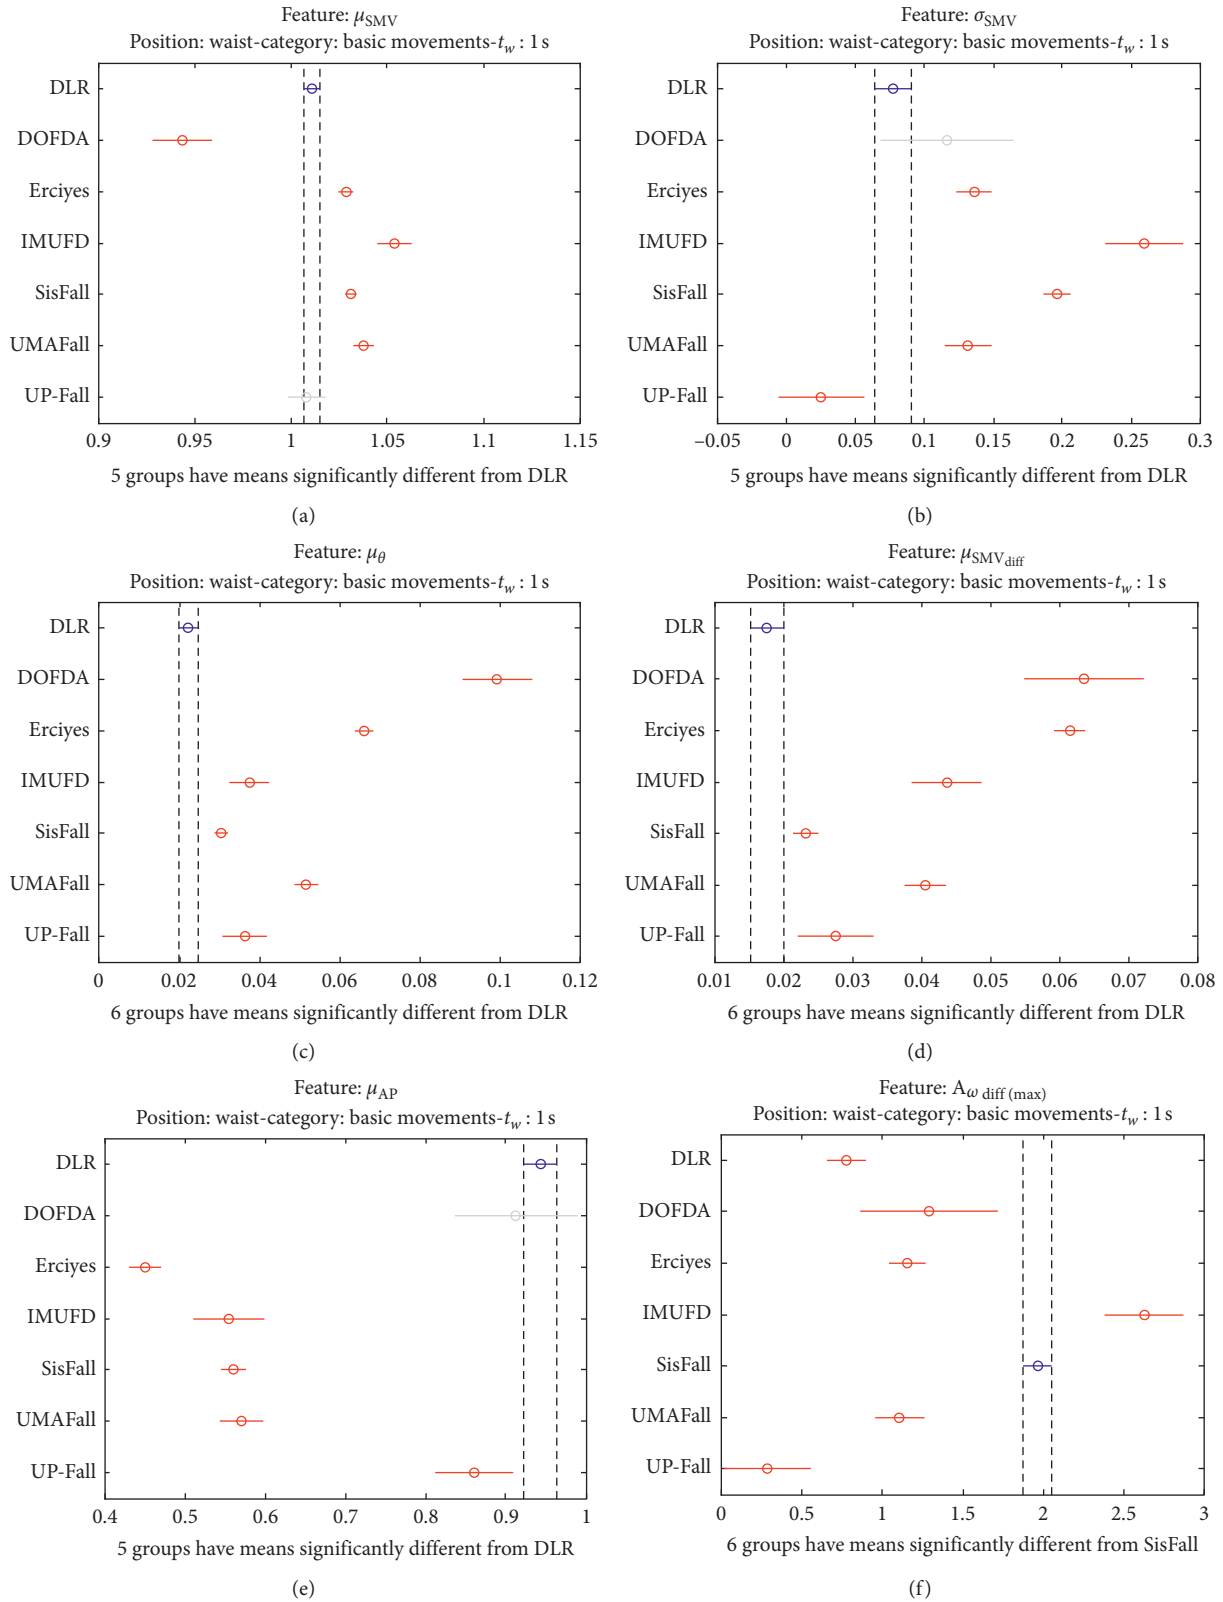 Feature: μSMV
Position: waist-category: basic movements-tw : 1 s
DLR
DOFDA
Erciyes
IMUFD
SisFall
UMAFall
UP-Fall
0.9 0.95 1 1.05 1.1 1.15
5 groups have means significantly different from DLR
(a)
Feature: σSMV
Position: waist-category: basic movements-tw : 1 s
DLR
DOFDA
Erciyes
IMUFD
SisFall
UMAFall
UP-Fall
–0.05 0 0.05 0.1 0.15 0.2 0.25 0.3
5 groups have means significantly different from DLR
(b)
Feature: μθ
Position: waist-category: basic movements-tw : 1 s
DLR
DOFDA
Erciyes
IMUFD
SisFall
UMAFall
UP-Fall
0 0.02 0.04 0.06 0.08 0.1 0.12
6 groups have means significantly different from DLR
(c)
Feature: μSMVdiff
Position: waist-category: basic movements-tw : 1 s
DLR
DOFDA
Erciyes
IMUFD
SisFall
UMAFall
UP-Fall
0.01 0.02 0.03 0.04 0.05 0.06 0.07 0.08
6 groups have means significantly different from DLR
(d)
Feature: μAP
Position: waist-category: basic movements-tw : 1 s
DLR
DOFDA
Erciyes
IMUFD
SisFall
UMAFall
UP-Fall
0.4 0.5 0.6 0.7 0.8 0.9 1
5 groups have means significantly different from DLR
(e)
Feature: Aω diff (max)
Position: waist-category: basic movements-tw : 1 s
DLR
DOFDA
Erciyes
IMUFD
SisFall
UMAFall
UP-Fall
0 0.5 1 1.5 2 2.5 3
6 groups have means significantly different from SisFall
(f)